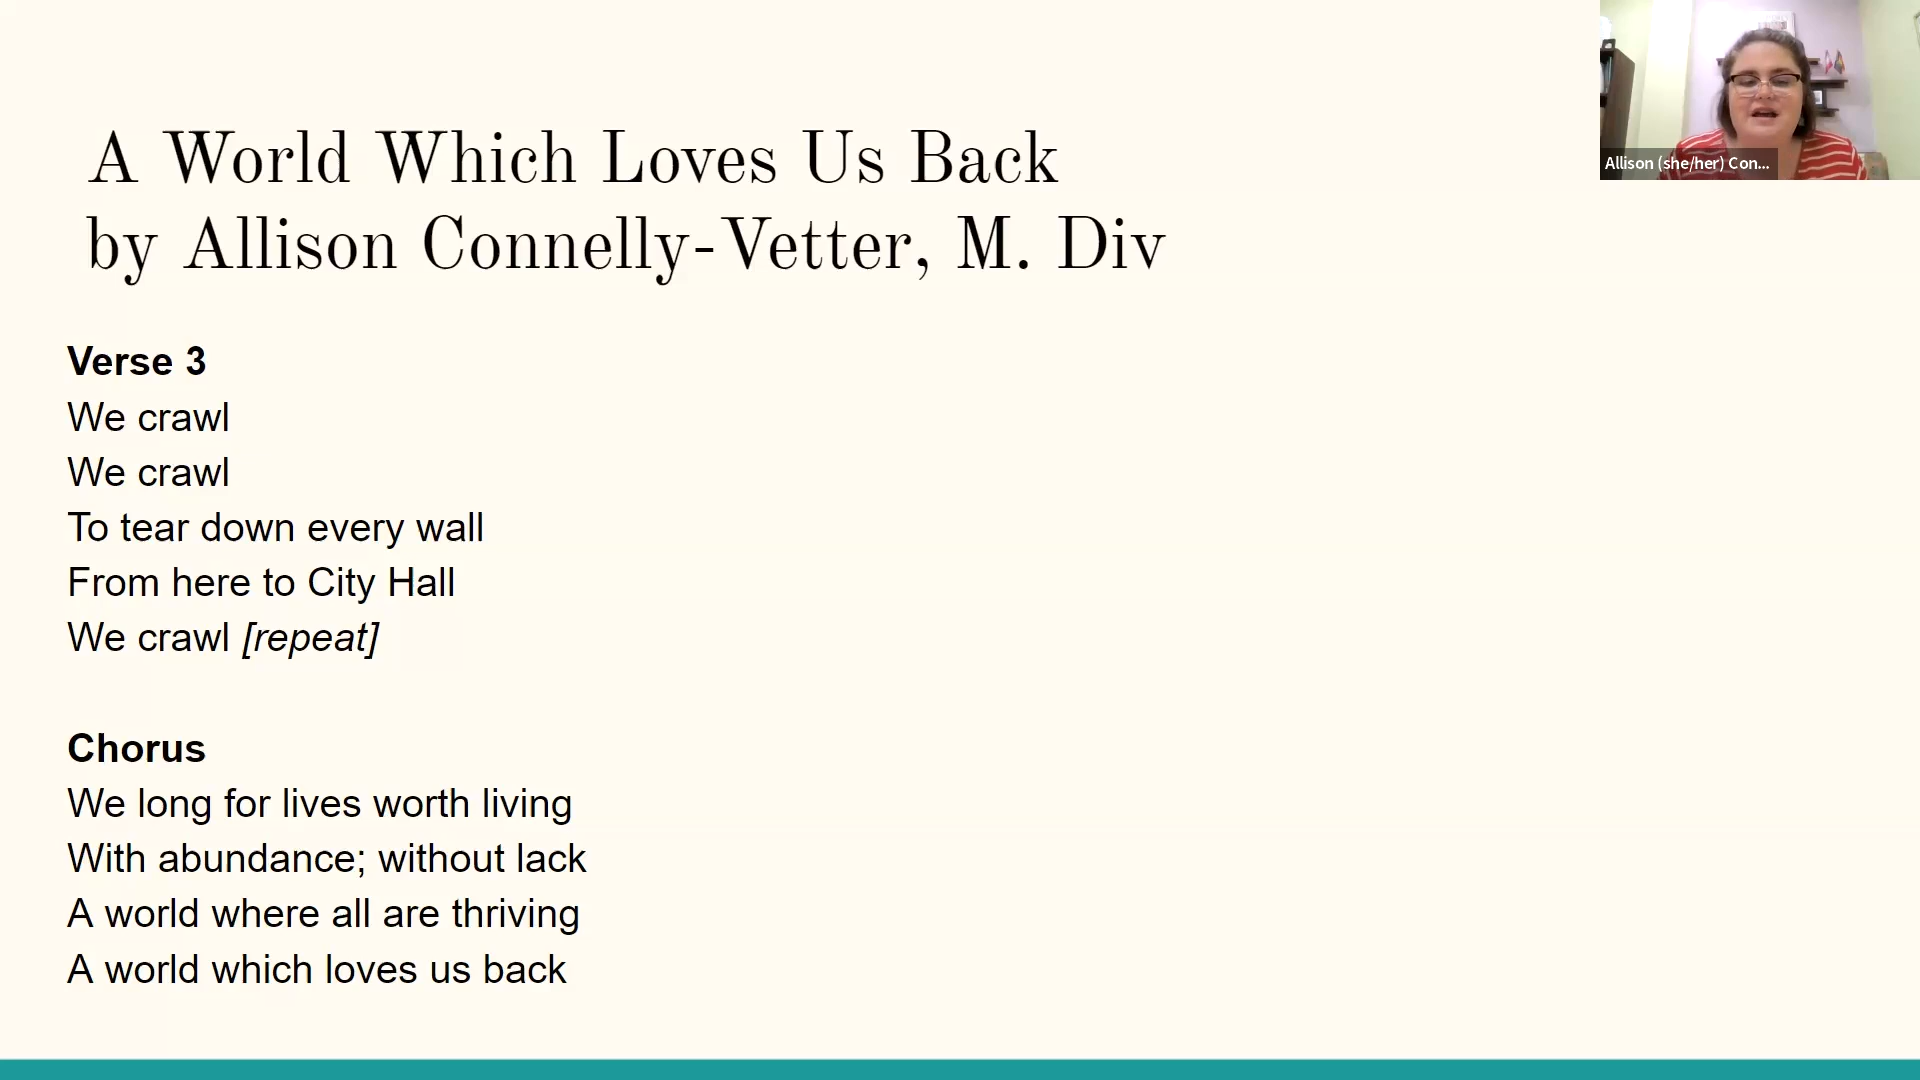 A World Which Loves Us Back
by Allison Connelly-Vetter, M. Div
Allison (she/her) Con...
Verse 3
We crawl
We crawl
To tear down every wall
From here to City Hall
We crawl [repeat]
Chorus
We long for lives worth living
With abundance; without lack
A world where all are thriving
A world which loves us back